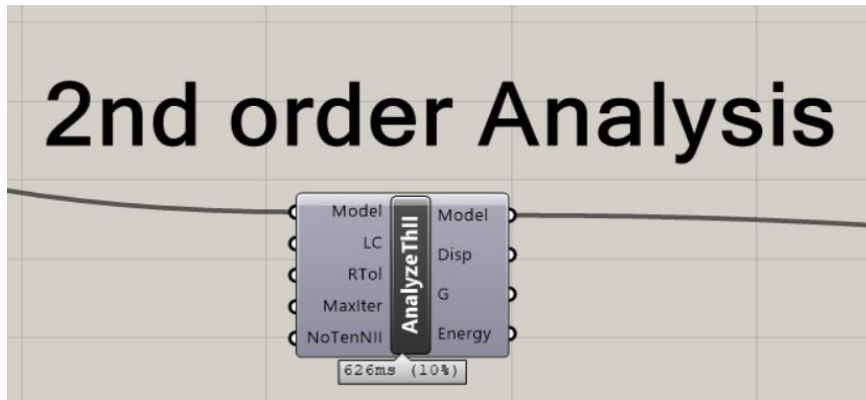 2nd order Analysis
Model
LC
RTol
MaxIter
NoTenNII
AnalyzeThII
Model
Disp
G
Energy
626ms (10%)